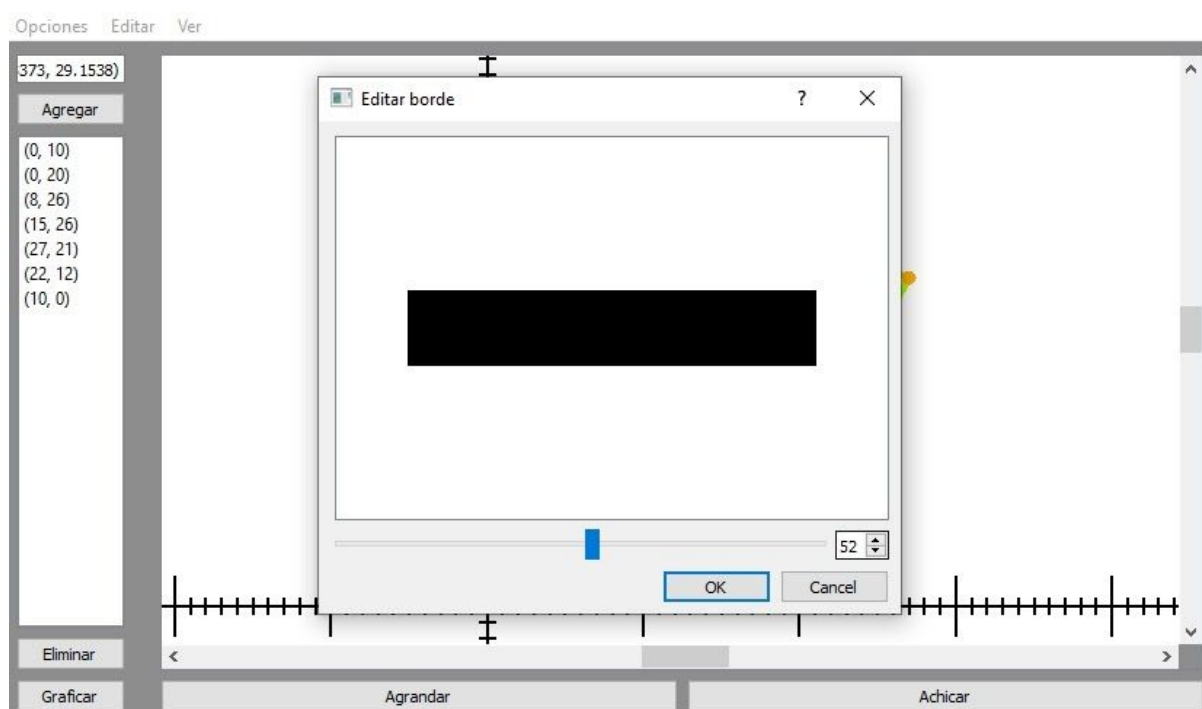 Opciones Editar Ver
373, 29.1538)
Agregar
(0, 10)
(0, 20)
(8, 26)
(15, 26)
(27, 21)
(22, 12)
(10, 0)
Eliminar
Graficar
Editar borde
?
52
OK Cancel
Agrandar Achicar